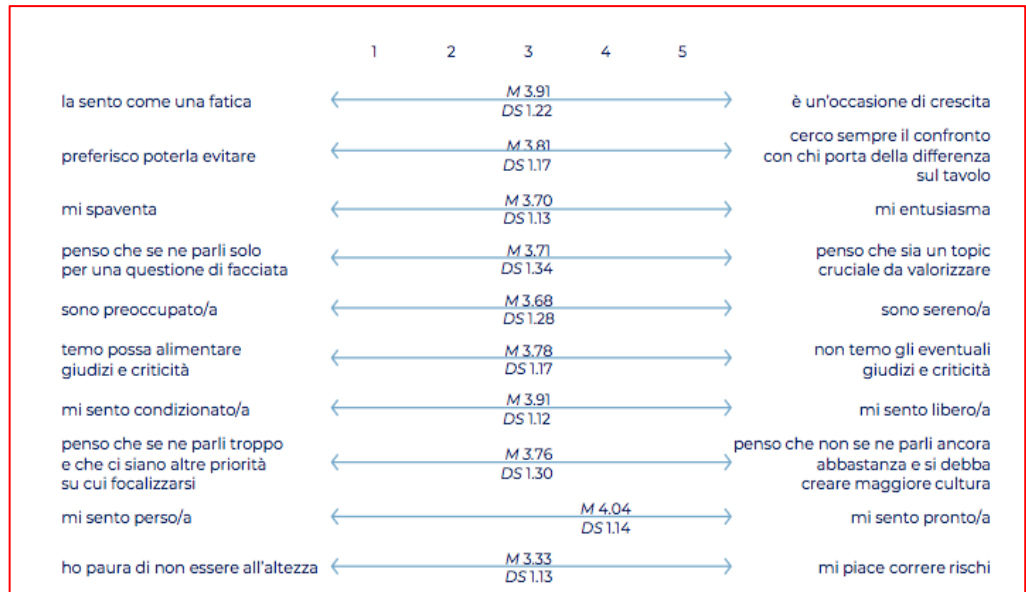 1 2 3 4 5
la sento come una fatica
M 3.91
DS 1.22
è un'occasione di crescita
preferisco poterla evitare
M 3.81
DS 1.17
cerco sempre il confronto
con chi porta della differenza
sul tavolo
mi spaventa
M 3.70
DS 1.13
mi entusiasma
penso che se ne parli solo
per una questione di facciata
M 3.71
DS 1.34
penso che sia un topic
cruciale da valorizzare
sono preoccupato/a
M 3.68
DS 1.28
sono sereno/a
temo possa alimentare
giudizi e criticità
M 3.78
DS 1.17
non temo gli eventuali
giudizi e criticità
mi sento condizionato/a
M 3.91
DS 1.12
mi sento libero/a
penso che se ne parli troppo
e che ci siano altre priorità
su cui focalizzarsi
M 3.76
DS 1.30
penso che non se ne parli ancora
abbastanza e si debba
creare maggiore cultura
mi sento perso/a
M 4.04
DS 1.14
mi sento pronto/a
ho paura di non essere all'altezza
M 3.33
DS 1.13
mi piace correre rischi